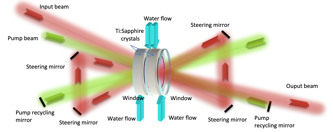 Input beam
Water flow
Steering mirror
Ti:Sapphire
crystals
Pump beam
Steering mirror
Steering mirror
Ouput beam
Window
Window
Pump recycling
mirror
Steering mirror
Water flow
Water flow
Steering mirror
Pump recycling
mirror